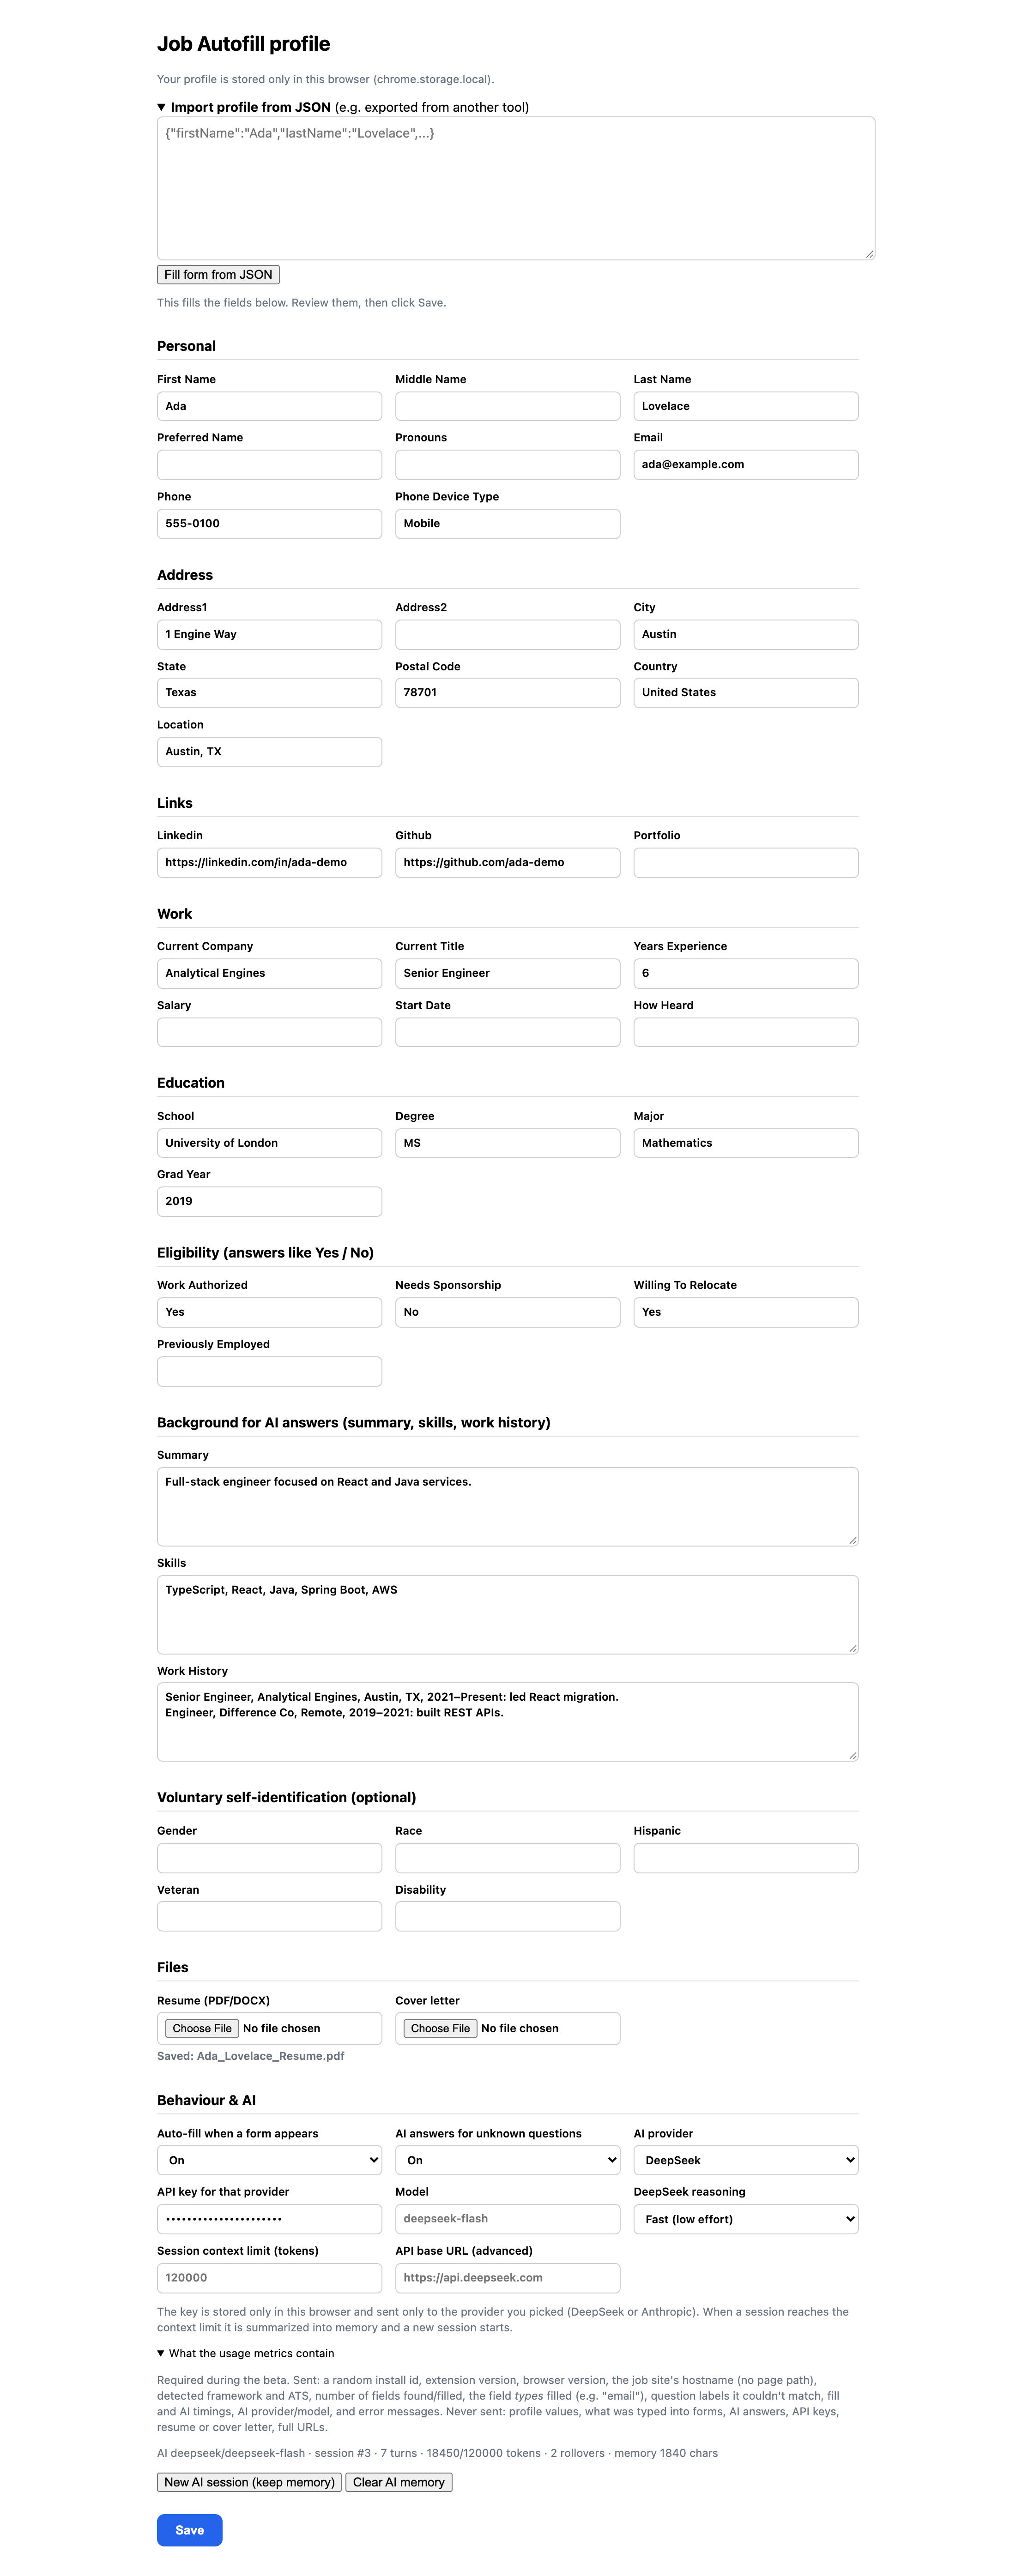 Job Autofill profile
Your profile is stored only in this browser (chrome.storage.local).
▼ Import profile from JSON (e.g. exported from another tool)
{"firstName":"Ada","lastName":"Lovelace",...}
Fill form from JSON
This fills the fields below. Review them, then click Save.
Personal
First Name Middle Name Last Name
Ada Lovelace
Preferred Name Pronouns Email
ada@example.com
Phone Phone Device Type
555-0100 Mobile
Address
Address1 Address2 City
1 Engine Way Austin
State Postal Code Country
Texas 78701 United States
Location
Austin, TX
Links
Linkedin Github Portfolio
https://linkedin.com/in/ada-demo https://github.com/ada-demo
Work
Current Company Current Title Years Experience
Analytical Engines Senior Engineer 6
Salary Start Date How Heard
Education
School Degree Major
University of London MS Mathematics
Grad Year
2019
Eligibility (answers like Yes / No)
Work Authorized Needs Sponsorship Willing To Relocate
Yes No Yes
Previously Employed
Background for AI answers (summary, skills, work history)
Summary
Full-stack engineer focused on React and Java services.
Skills
TypeScript, React, Java, Spring Boot, AWS
Work History
Senior Engineer, Analytical Engines, Austin, TX, 2021–Present: led React migration.
Engineer, Difference Co, Remote, 2019–2021: built REST APIs.
Voluntary self-identification (optional)
Gender Race Hispanic
Veteran Disability
Files
Resume (PDF/DOCX) Cover letter
Choose File No file chosen Choose File No file chosen
Saved: Ada_Lovelace_Resume.pdf
Behaviour & AI
Auto-fill when a form appears AI answers for unknown questions AI provider
On On DeepSeek
API key for that provider Model DeepSeek reasoning
•••••••••••••••••••••• deepseek-flash Fast (low effort)
Session context limit (tokens) API base URL (advanced)
120000 https://api.deepseek.com
The key is stored only in this browser and sent only to the provider you picked (DeepSeek or Anthropic). When a session reaches the
context limit it is summarized into memory and a new session starts.
▼ What the usage metrics contain
Required during the beta. Sent: a random install id, extension version, browser version, the job site's hostname (no page path),
detected framework and ATS, number of fields found/filled, the field types filled (e.g. "email"), question labels it couldn't match, fill
and AI timings, AI provider/model, and error messages. Never sent: profile values, what was typed into forms, AI answers, API keys,
resume or cover letter, full URLs.
AI deepseek/deepseek-flash · session #3 · 7 turns · 18450/120000 tokens · 2 rollovers · memory 1840 chars
New AI session (keep memory) Clear AI memory
Save